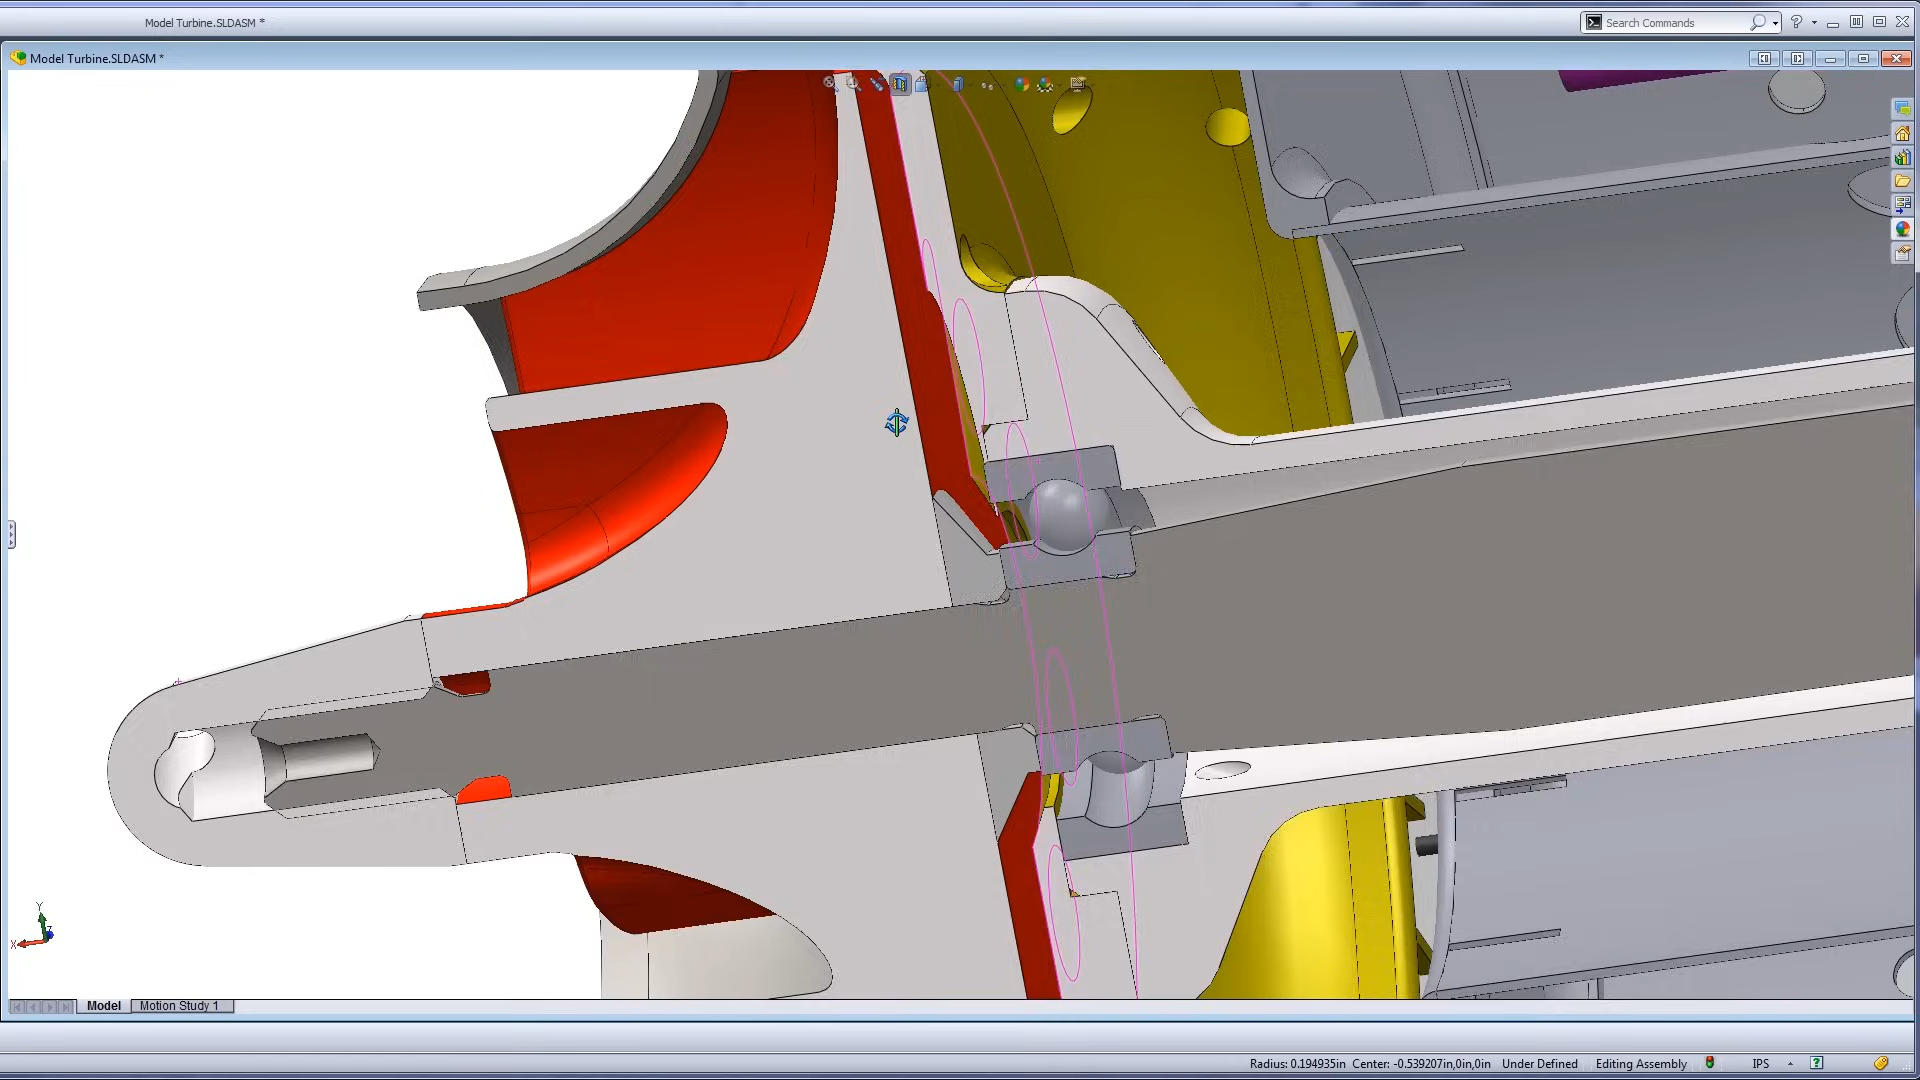 Model Turbine.SLDASM *
Search Commands
?
Model Turbine.SLDASM *
Y
Z
X
Model
Motion Study 1
Radius: 0.194935in Center: -0.539207in,0in,0in Under Defined Editing Assembly IPS ?